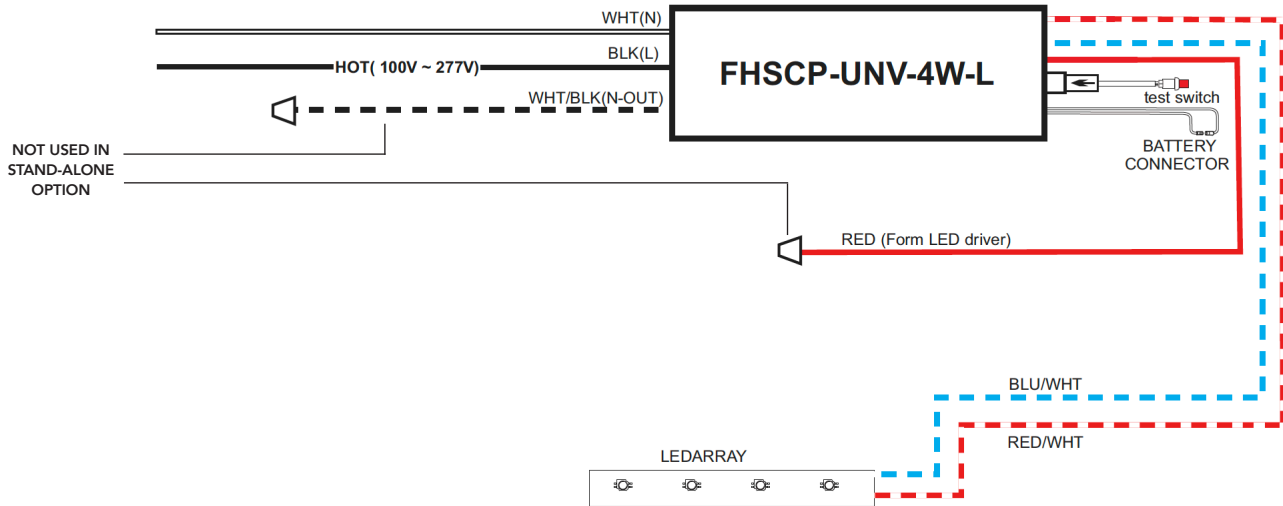 WHT(N)
BLK(L)
HOT( 100V ~ 277V)
WHT/BLK(N-OUT)
FHSCP-UNV-4W-L
test switch
BATTERY
CONNECTOR
NOT USED IN
STAND-ALONE
OPTION
RED (Form LED driver)
BLU/WHT
RED/WHT
LEDARRAY